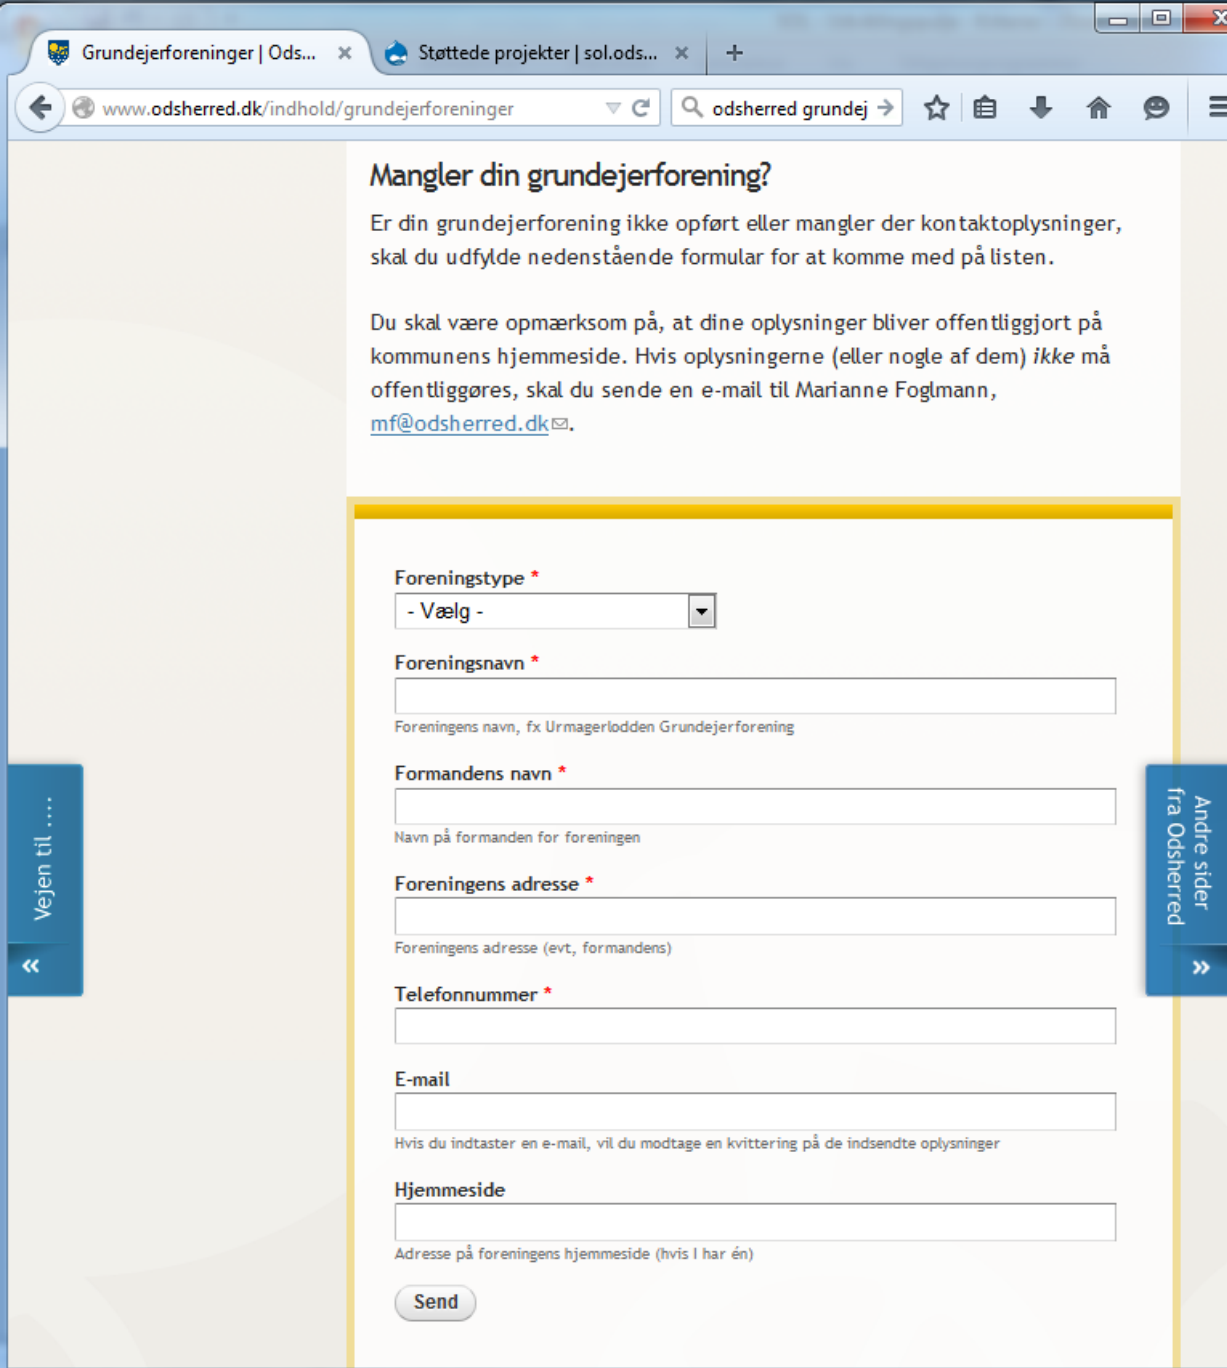 Grundejerforeninger | Ods...
Støttede projekter | sol.ods...
www.odsherred.dk/indhold/grundejerforeninger
odsherred grundej
Mangler din grundejerforening?
Er din grundejerforening ikke opført eller mangler der kontaktoplysninger,
skal du udfylde nedenstående formular for at komme med på listen.
Du skal være opmærksom på, at dine oplysninger bliver offentliggjort på
kommunens hjemmeside. Hvis oplysningerne (eller nogle af dem) ikke må
offentliggøres, skal du sende en e-mail til Marianne Foglmann,
mf@odsherred.dk.
Foreningstype *
- Vælg -
Foreningsnavn *
Foreningens navn, fx Urmagerlodden Grundejerforening
Formandens navn *
Navn på formanden for foreningen
Foreningens adresse *
Foreningens adresse (evt, formandens)
Telefonnummer *
E-mail
Hvis du indtaster en e-mail, vil du modtage en kvittering på de indsendte oplysninger
Hjemmeside
Adresse på foreningens hjemmeside (hvis I har én)
Send
Vejen til ....
Andre sider
fra Odsherred